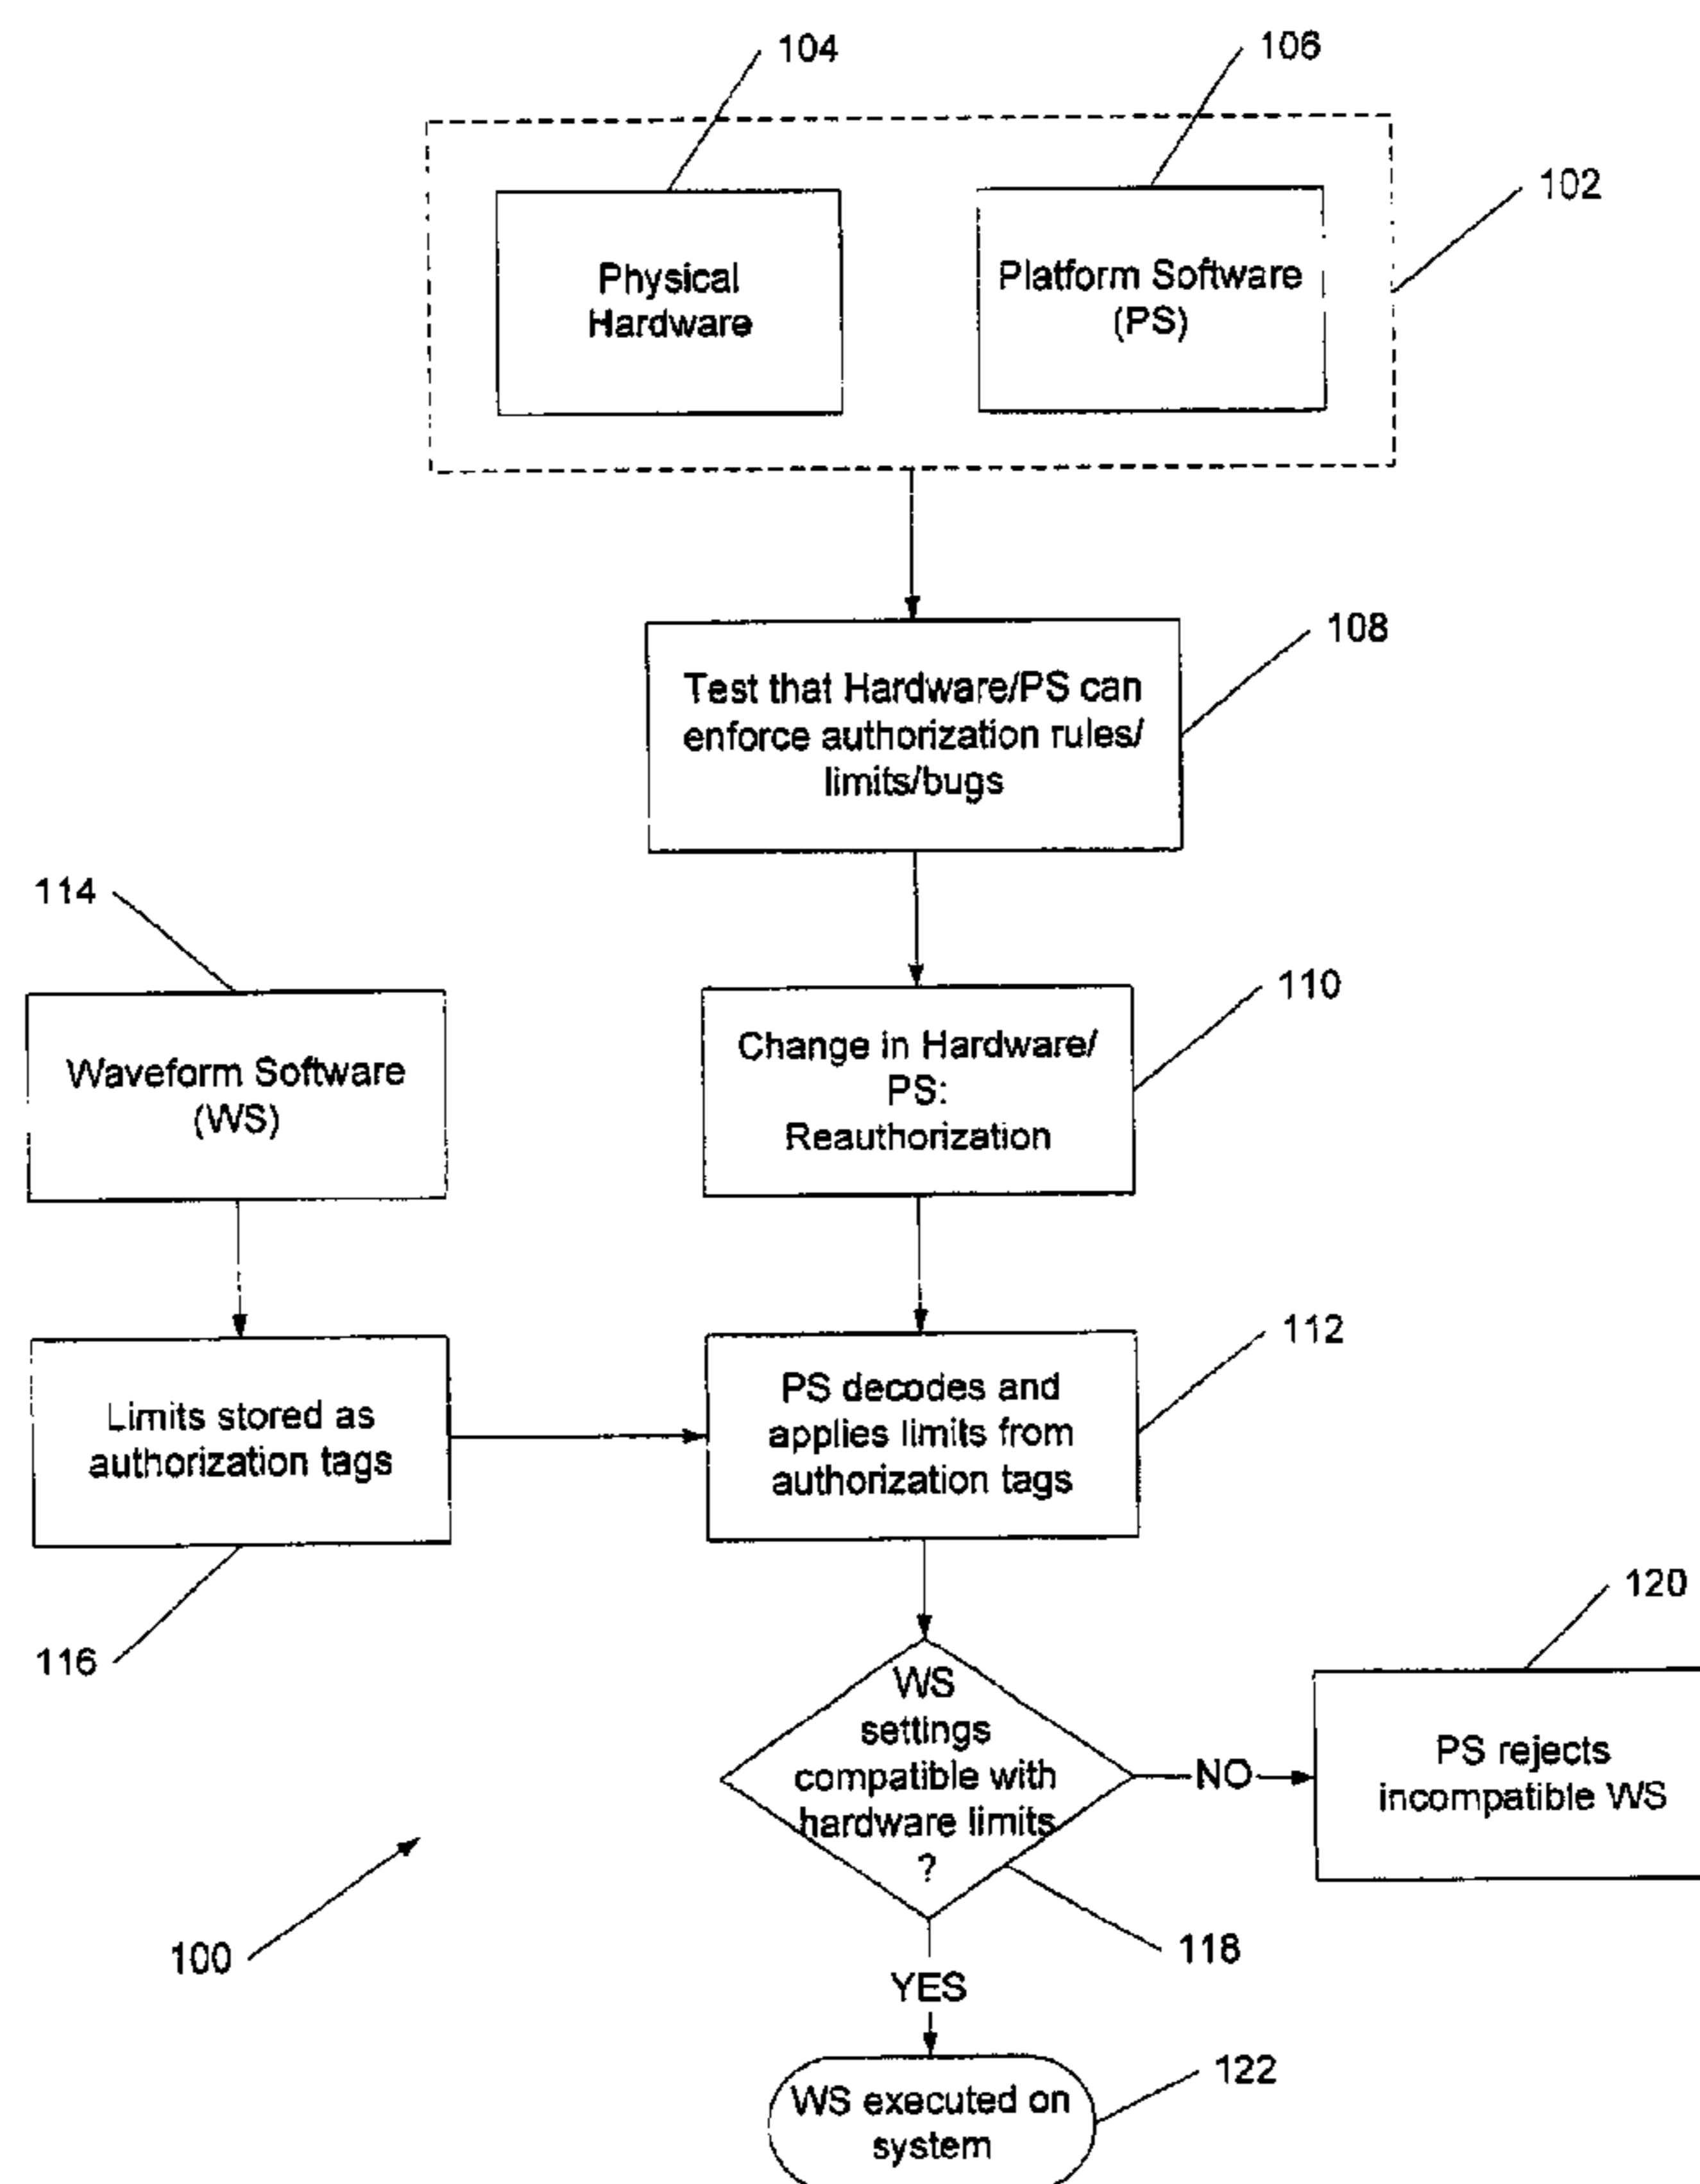 104
106
102
Physical
Hardware
Platform Software
(PS)
108
Test that Hardware/PS can
enforce authorization rules/
limits/bugs
114
110
Waveform Software
(WS)
Change in Hardware/
PS:
Reauthorization
112
Limits stored as
authorization tags
PS decodes and
applies limits from
authorization tags
116
120
WS
settings
compatible with
hardware limits
?
NO
PS rejects
incompatible WS
118
100
YES
122
WS executed on
system